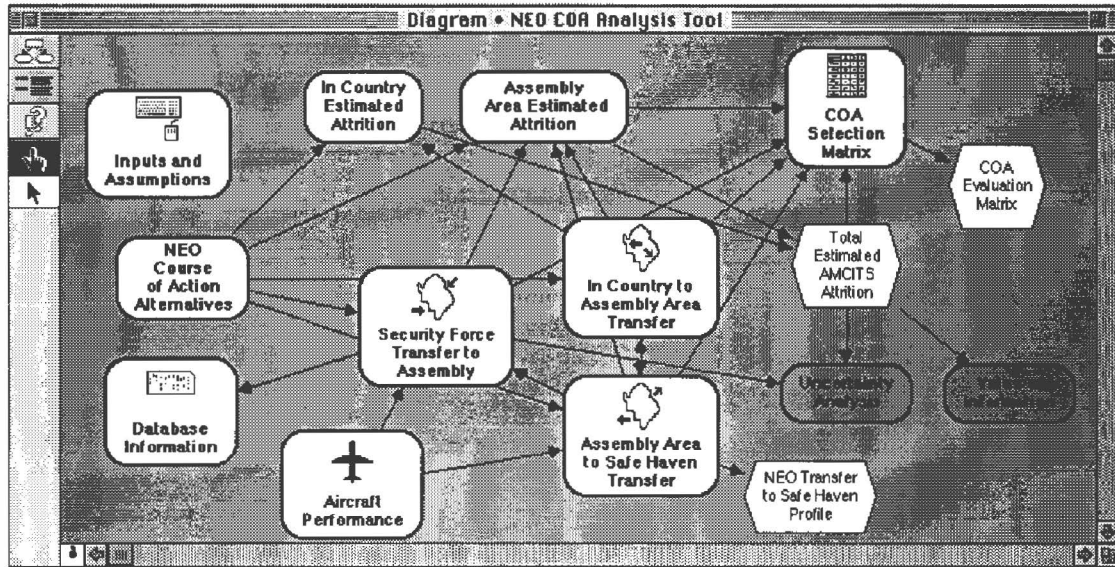 Diagram • NEO COA Analysis Tool
In Country
Estimated
Attrition
Assembly
Area Estimated
Attrition
COA
Selection
Matrix
Inputs and
Assumptions
COA
Evaluation
Matrix
NEO
Course
of Action
Alternatives
In Country to
Assembly Area
Transfer
Total
Estimated
AMCITS
Attrition
Security Force
Transfer to
Assembly
Uncertainty
Analysis
Database
Information
Assembly Area
to Safe Haven
Transfer
Aircraft
Performance
NEO Transfer
to Safe Haven
Profile